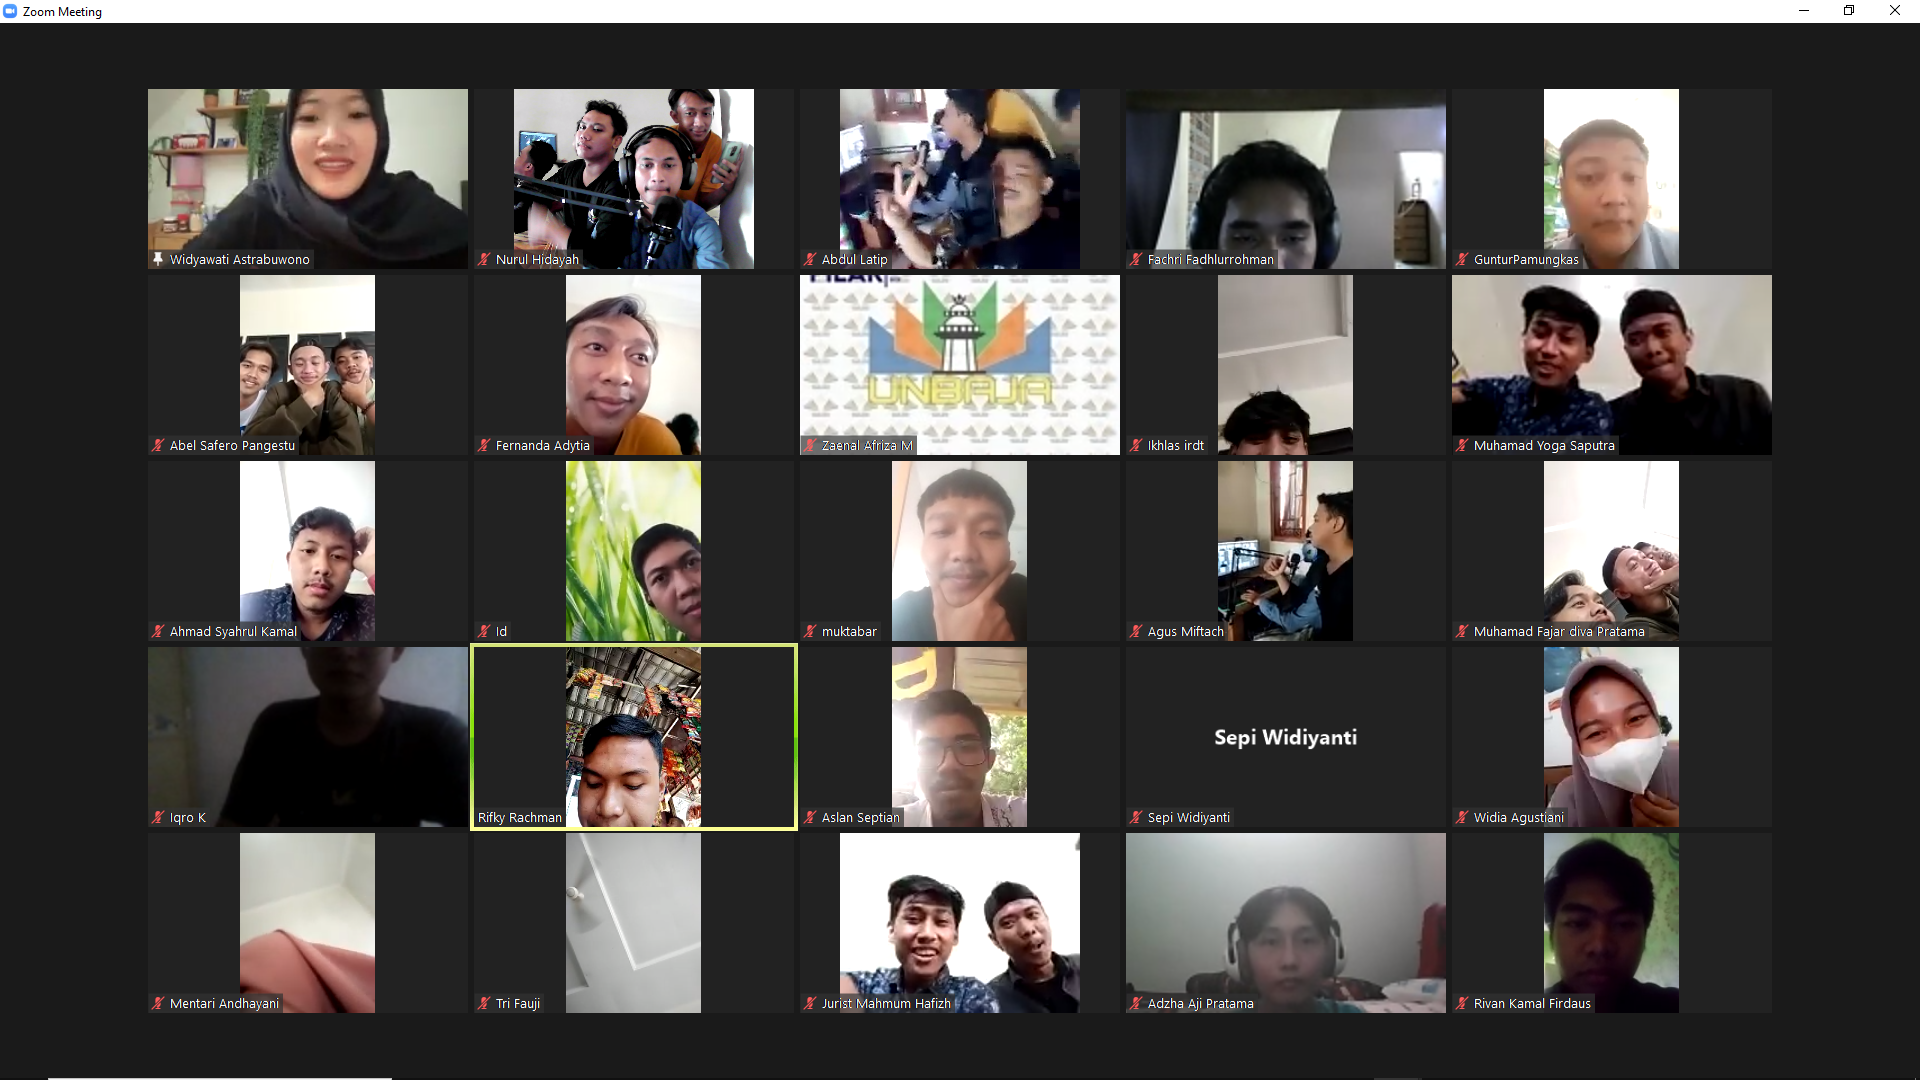 Zoom Meeting
Widyawati Astrabuwono
Nurul Hidayah
Abdul Latip
Fachri Fadhlurrohman
GunturPamungkas
Abel Safero Pangestu
Fernanda Adytia
UNBAJA
Zaenal Afriza M
Ikhlas irdt
Muhamad Yoga Saputra
Ahmad Syahrul Kamal
Id
muktabar
Agus Miftach
Muhamad Fajar diva Pratama
Iqro K
Rifky Rachman
D
Aslan Septian
Sepi Widiyanti
Sepi Widiyanti
Widia Agustiani
Mentari Andhayani
Tri Fauji
Jurist Mahmum Hafizh
Adzha Aji Pratama
Rivan Kamal Firdaus